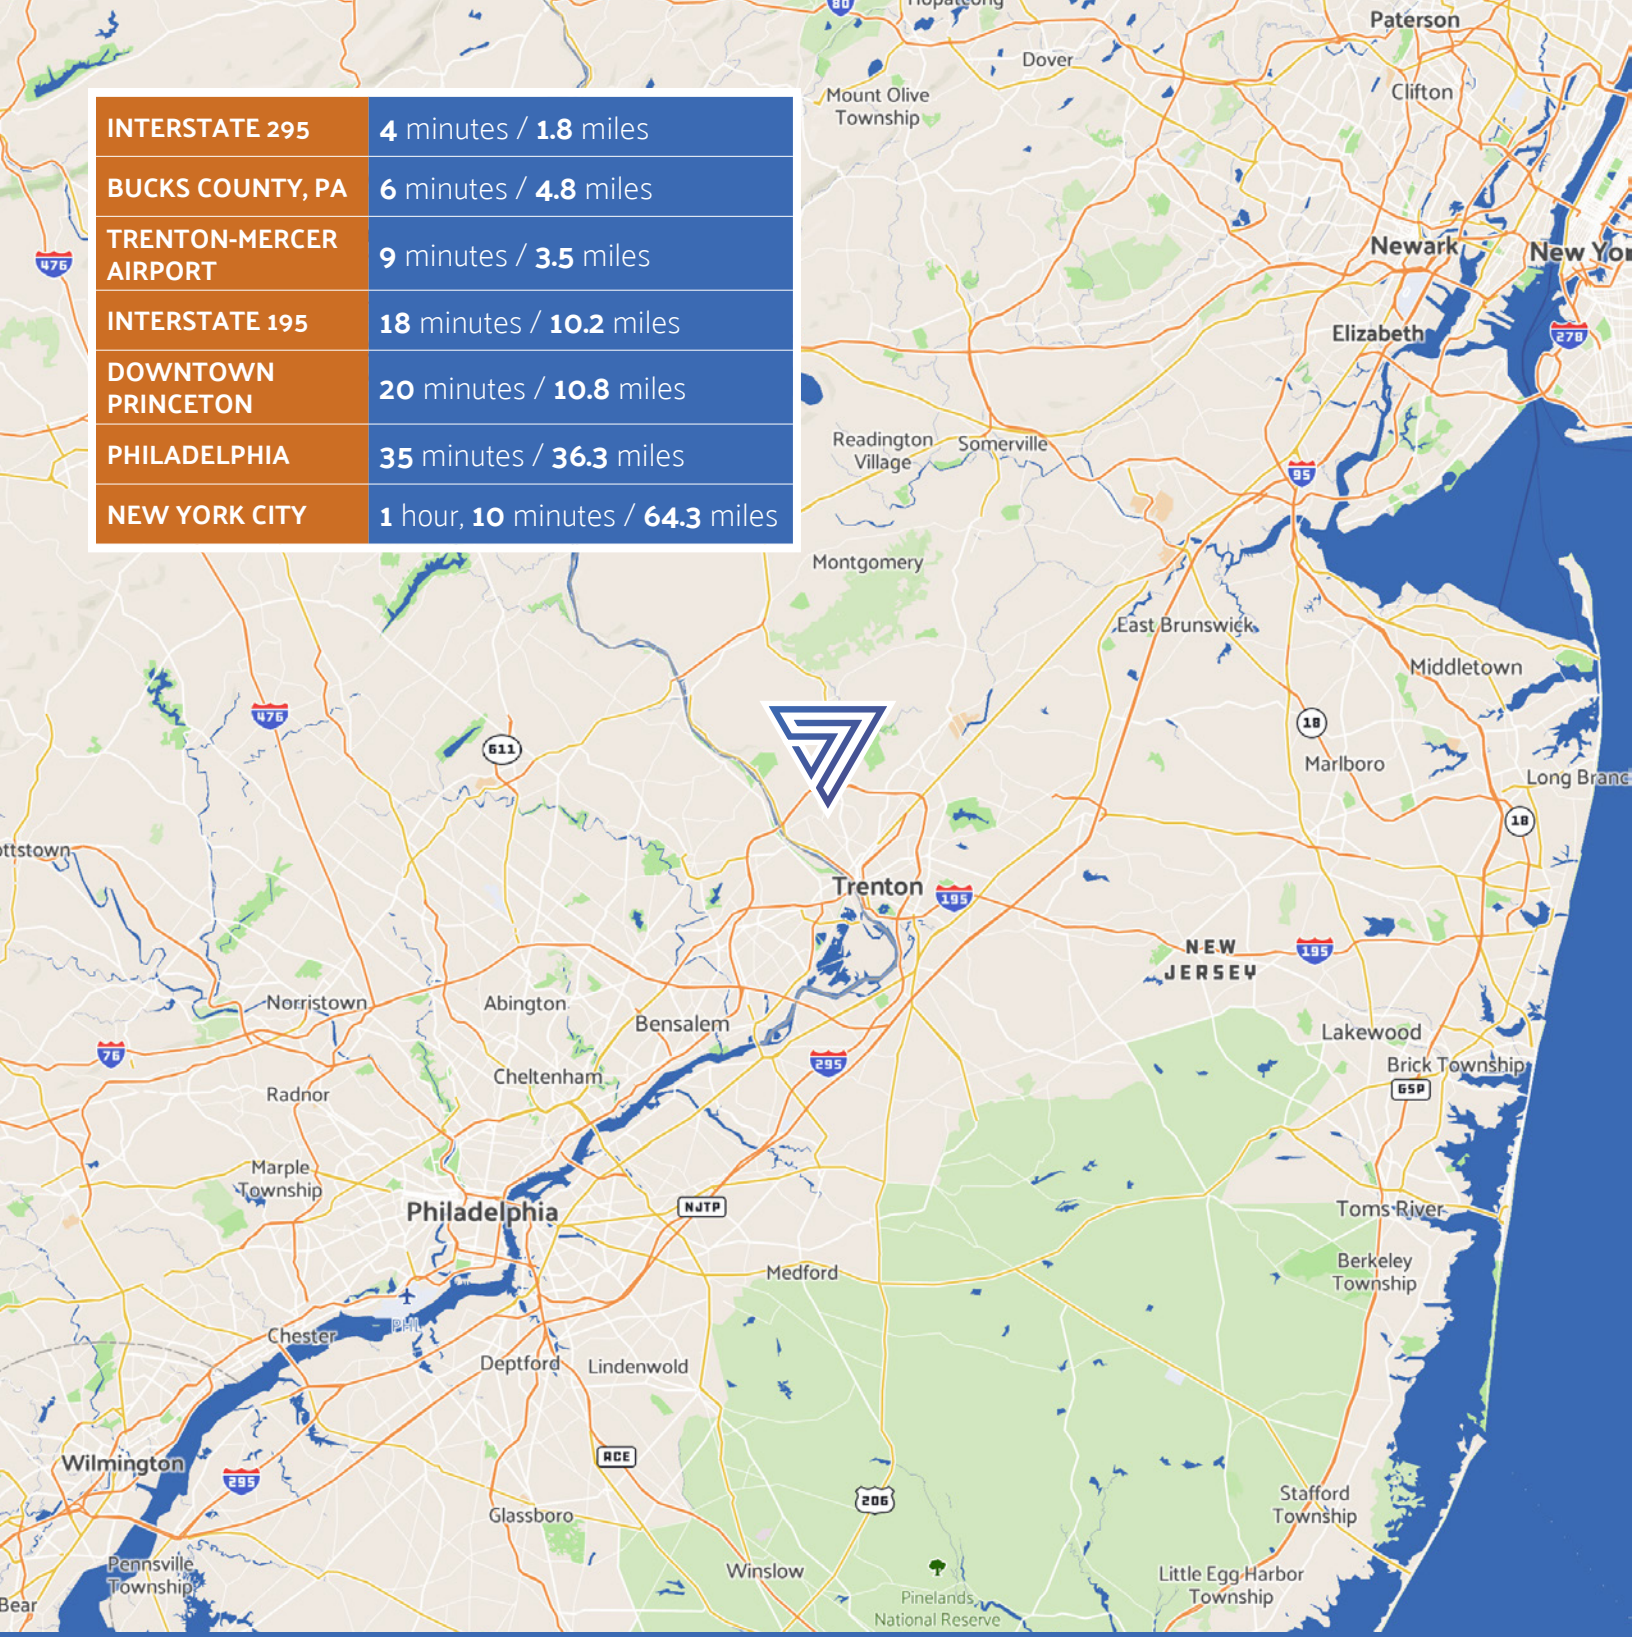 80
Paterson
Dover
Clifton
Mount Olive
Township
INTERSTATE 295 4 minutes / 1.8 miles
BUCKS COUNTY, PA 6 minutes / 4.8 miles
TRENTON-MERCER
AIRPORT 9 minutes / 3.5 miles
INTERSTATE 195 18 minutes / 10.2 miles
DOWNTOWN
PRINCETON 20 minutes / 10.8 miles
PHILADELPHIA 35 minutes / 36.3 miles
NEW YORK CITY 1 hour, 10 minutes / 64.3 miles
476
Newark
New Yor
Elizabeth
278
Readington
Village
Somerville
95
Montgomery
East Brunswick
Middletown
476
18
611
Marlboro
Long Branc
18
ottstown
Trenton
195
NEW
JERSEY
195
Norristown
Abington
Bensalem
Lakewood
76
295
Brick Township
Cheltenham
GSP
Radnor
Marple
Township
Philadelphia
NJTP
Toms River
Medford
Berkeley
Township
PHL
Chester
Deptford
Lindenwold
Wilmington
ACE
295
206
Stafford
Township
Glassboro
Pennsville
Township
Winslow
Little Egg Harbor
Township
Bear
Pinelands
National Reserve